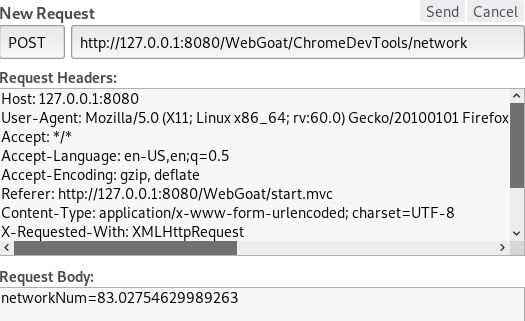 New Request
Send Cancel
POST http://127.0.0.1:8080/WebGoat/ChromeDevTools/network
Request Headers:
Host: 127.0.0.1:8080
User-Agent: Mozilla/5.0 (X11; Linux x86_64; rv:60.0) Gecko/20100101 Firefox
Accept: */*
Accept-Language: en-US,en;q=0.5
Accept-Encoding: gzip, deflate
Referer: http://127.0.0.1:8080/WebGoat/start.mvc
Content-Type: application/x-www-form-urlencoded; charset=UTF-8
X-Requested-With: XMLHttpRequest
Request Body:
networkNum=83.02754629989263